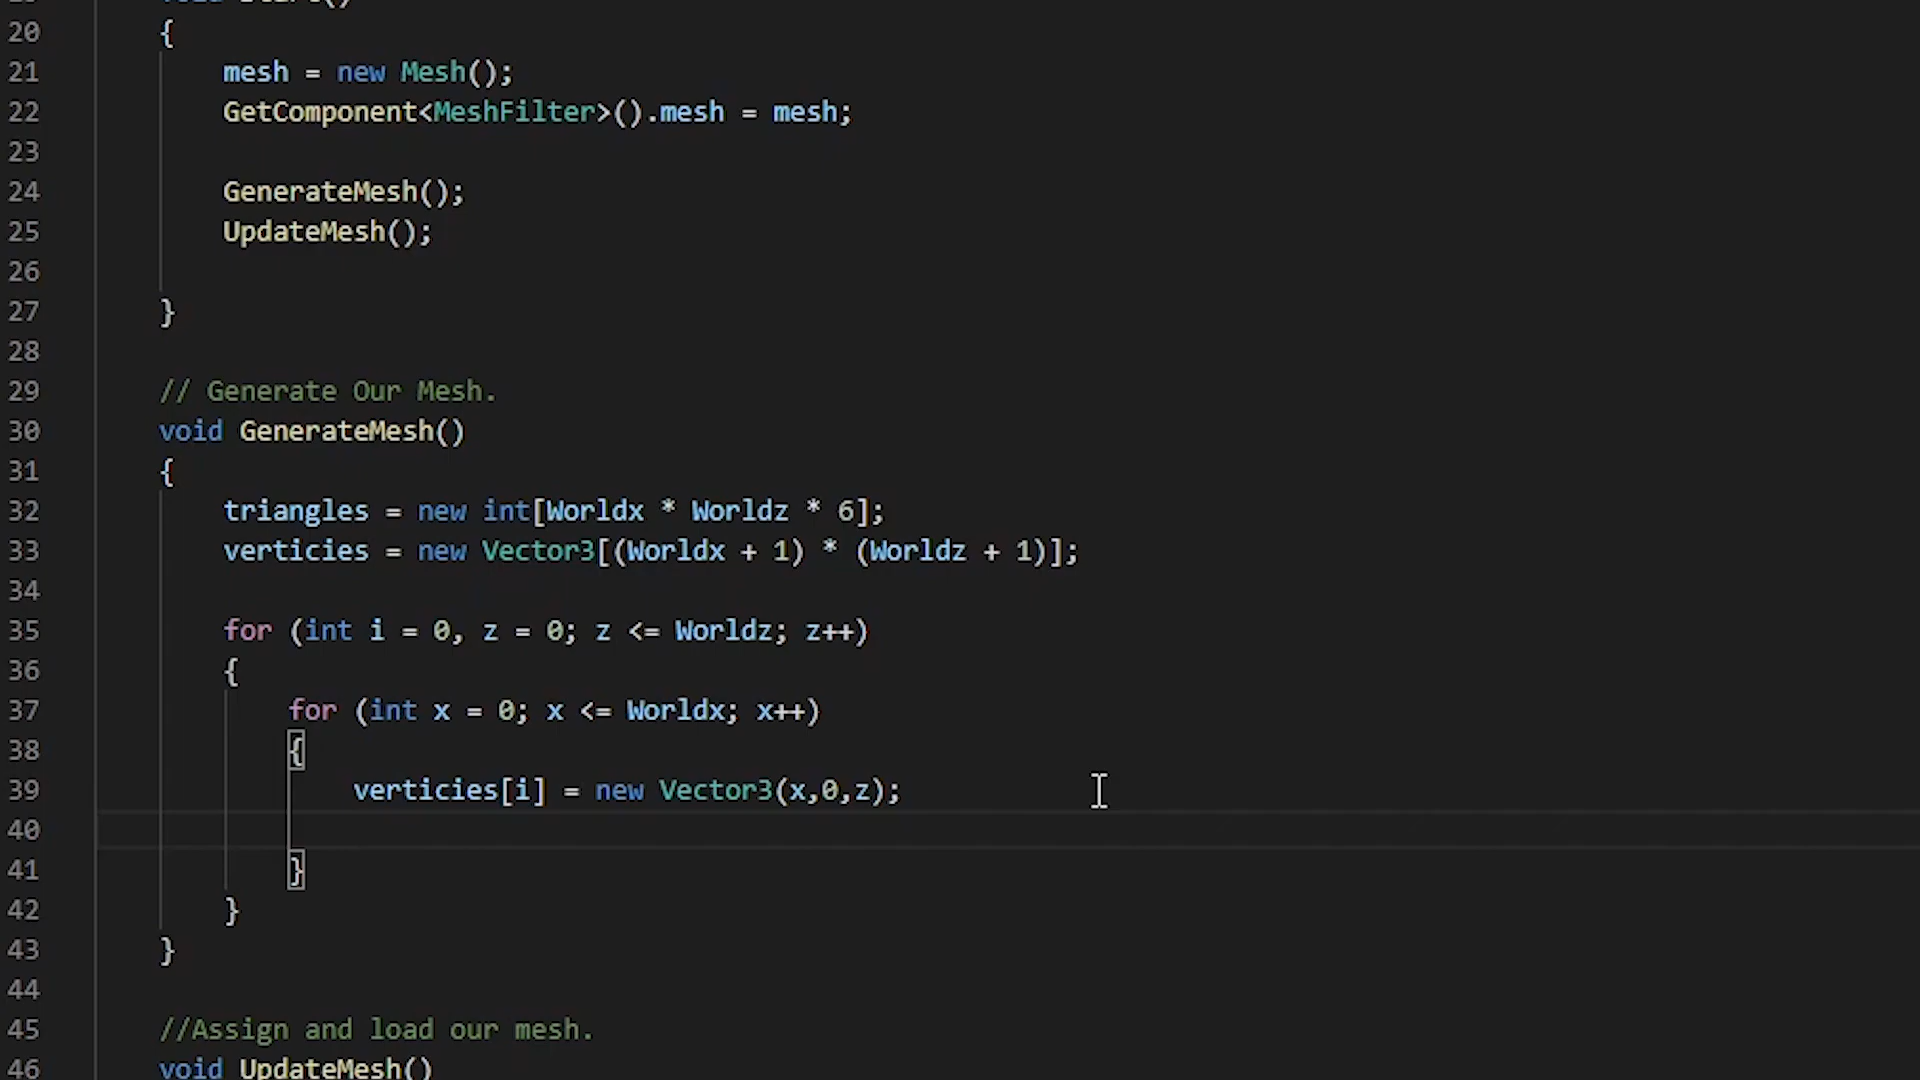 20 {
21 mesh = new Mesh();
22 GetComponent<MeshFilter>().mesh = mesh;
23
24 GenerateMesh();
25 UpdateMesh();
26
27 }
28
29 // Generate Our Mesh.
30 void GenerateMesh()
31 {
32 triangles = new int[Worldx * Worldz * 6];
33 verticies = new Vector3[(Worldx + 1) * (Worldz + 1)];
34
35 for (int i = 0, z = 0; z <= Worldz; z++)
36 {
37 for (int x = 0; x <= Worldx; x++)
38 {
39 verticies[i] = new Vector3(x,0,z);
40
41 }
42 }
43 }
44
45 //Assign and load our mesh.
46 void UpdateMesh()